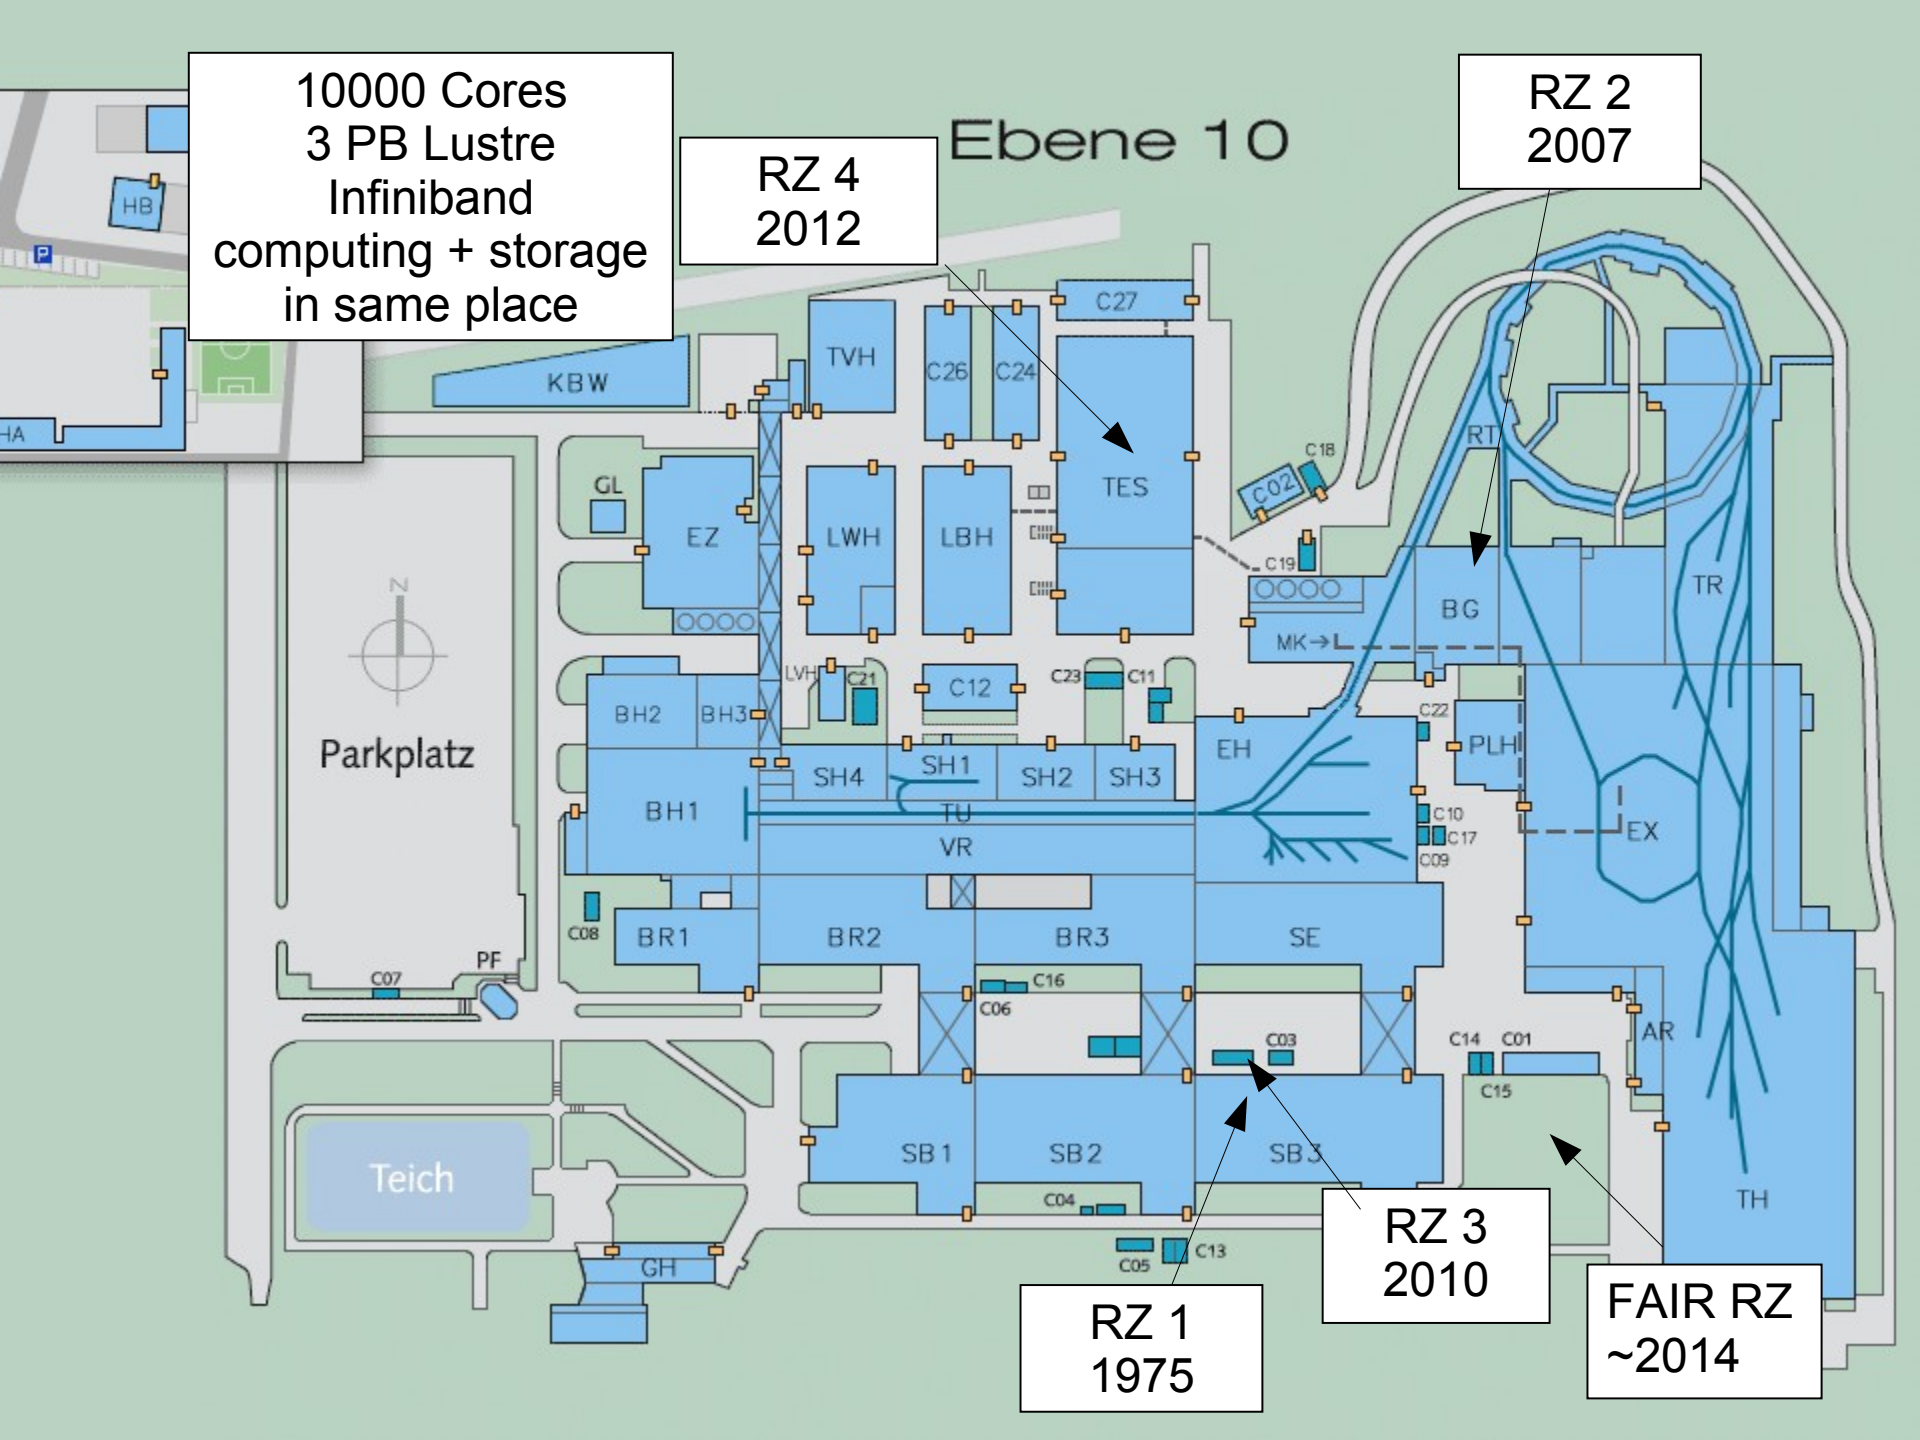 10000 Cores
3 PB Lustre
Infiniband
computing + storage
in same place
RZ 4
2012
Ebene 10
RZ 2
2007
HB
P
HA
KBW
TVH
C26
C24
C27
TES
RT
C18
C02
C19
GL
EZ
LWH
LBH
N
MK→
BG
TR
LVH
C21
C12
C23
C11
BH2
BH3
Parkplatz
EH
C22
PLH
SH4
SH1
SH2
SH3
BH1
TU
VR
C10
C17
C09
EX
C08
BR1
BR2
BR3
SE
PF
C07
C16
C06
C03
C14
C01
C15
AR
Teich
SB1
SB2
SB3
C04
C05
C13
TH
GH
RZ 3
2010
RZ 1
1975
FAIR RZ
~2014